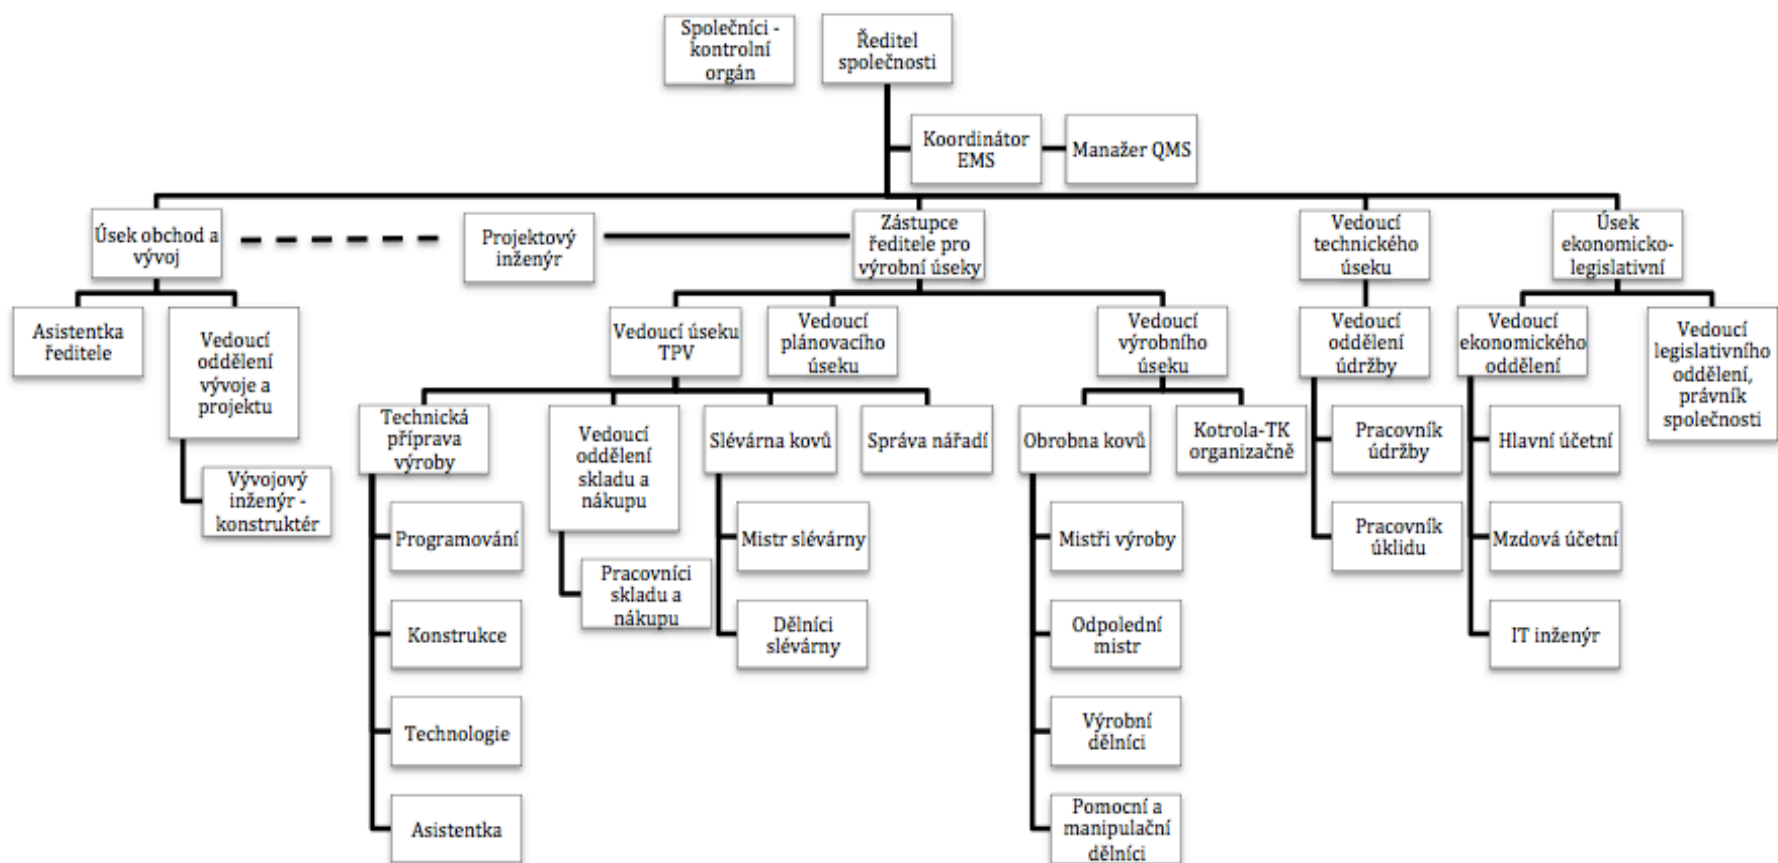 Společníci -
kontrolní
orgán
Ředitel
společnosti
Koordinátor
EMS
Manažer QMS
Úsek obchod a
vývoj
Projektový
inženýr
Zástupce
ředitele pro
výrobní úseky
Vedoucí
technického
úseku
Úsek
ekonomicko-
legislativní
Asistentka
ředitele
Vedoucí
oddělení
vývoje a
projektu
Vedoucí úseku
TPV
Vedoucí
plánovacího
úseku
Vedoucí
výrobního
úseku
Vedoucí
oddělení
údržby
Vedoucí
ekonomického
oddělení
Vedoucí
legislativního
oddělení,
právník
společnosti
Vývojový
inženýr -
konstruktér
Technická
příprava
výroby
Vedoucí
oddělení
skladu a
nákupu
Slévárna kovů
Správa nářadí
Obrobna kovů
Kotrola-TK
organizačně
Pracovník
údržby
Hlavní účetní
Programování
Pracovníci
skladu a
nákupu
Mistr slévárny
Mistři výroby
Pracovník
úklidu
Mzdová účetní
Konstrukce
Dělníci
slévárny
Odpolední
mistr
IT inženýr
Technologie
Výrobní
dělníci
Asistentka
Pomocní a
manipulační
dělníci